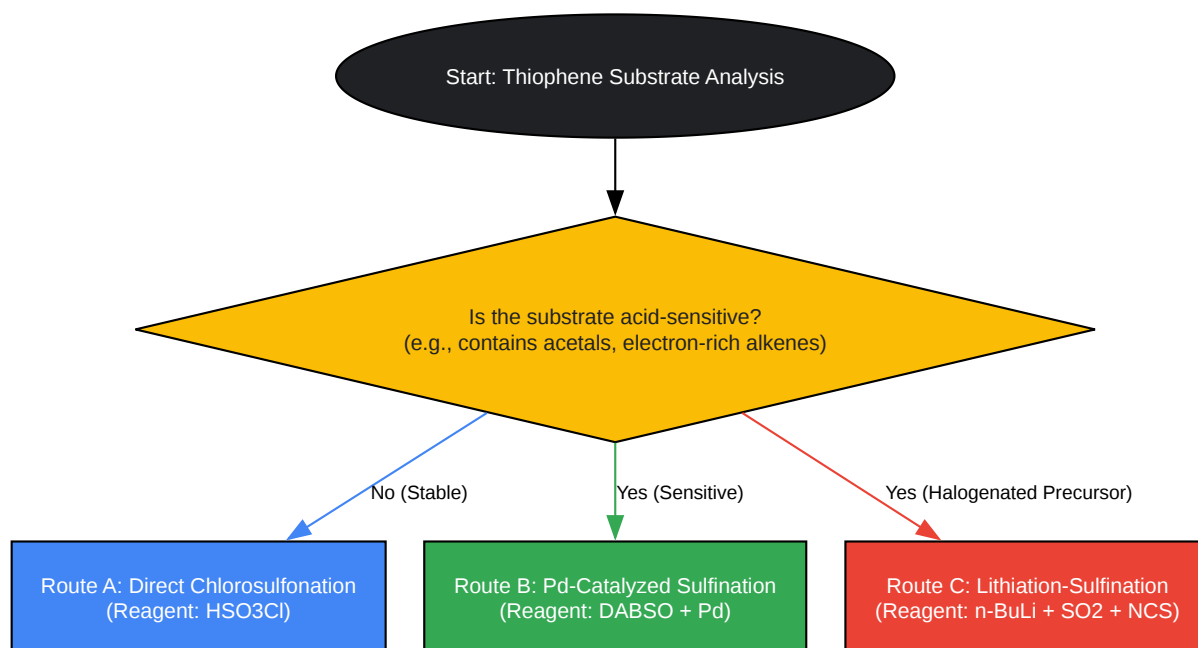 Start: Thiophene Substrate Analysis
Is the substrate acid-sensitive?
(e.g., contains acetals, electron-rich alkenes)
No (Stable)
Yes (Sensitive)
Yes (Halogenated Precursor)
Route A: Direct Chlorosulfonation
(Reagent: HSO3Cl)
Route B: Pd-Catalyzed Sulfination
(Reagent: DABSO + Pd)
Route C: Lithiation-Sulfination
(Reagent: n-BuLi + SO2 + NCS)